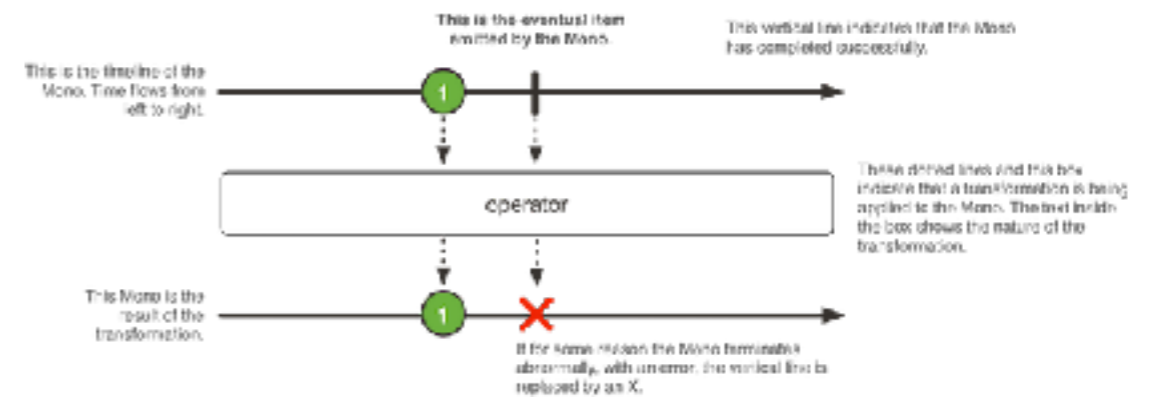 This is the eventual item
emitted by the Mono.
This vertical line indicates that the Mono
has completed successfully.
This is the timeline of the
Mono. Time flows from
left to right.
1
These dotted lines and this box
indicate that a transformation is being
applied to the Mono. The text inside
the box shows the nature of the
transformation.
operator
This Mono is the
result of the
transformation.
1
If for some reason the Mono terminates
abnormally, with an error, the vertical line is
replaced by an X.